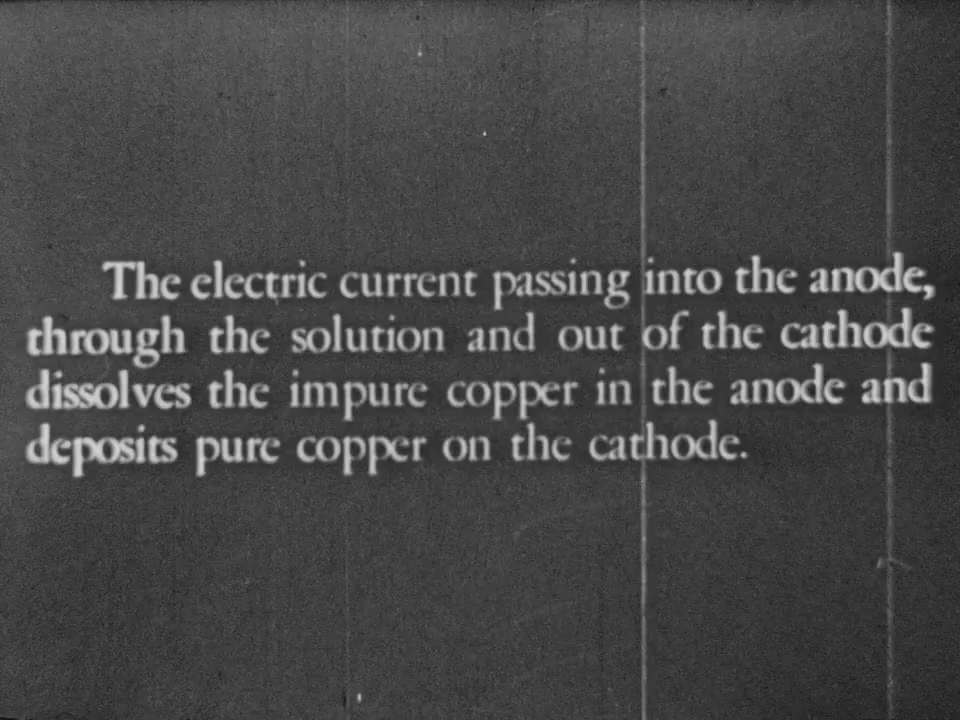 The electric current passing into the anode,
through the solution and out of the cathode
dissolves the impure copper in the anode and
deposits pure copper on the cathode.